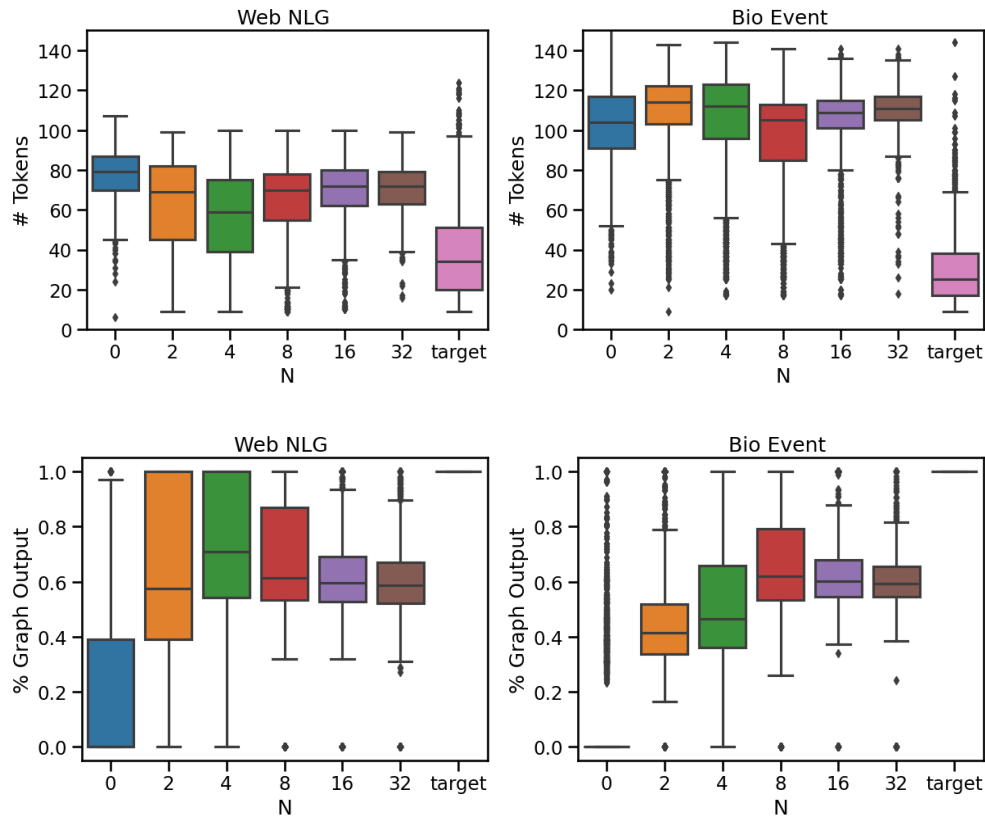 Web NLG
# Tokens
140
120
100
80
60
40
20
0
0 2 4 8 16 32 target
N
Bio Event
# Tokens
140
120
100
80
60
40
20
0
0 2 4 8 16 32 target
N
Web NLG
% Graph Output
1.0
0.8
0.6
0.4
0.2
0.0
0 2 4 8 16 32 target
N
Bio Event
% Graph Output
1.0
0.8
0.6
0.4
0.2
0.0
0 2 4 8 16 32 target
N